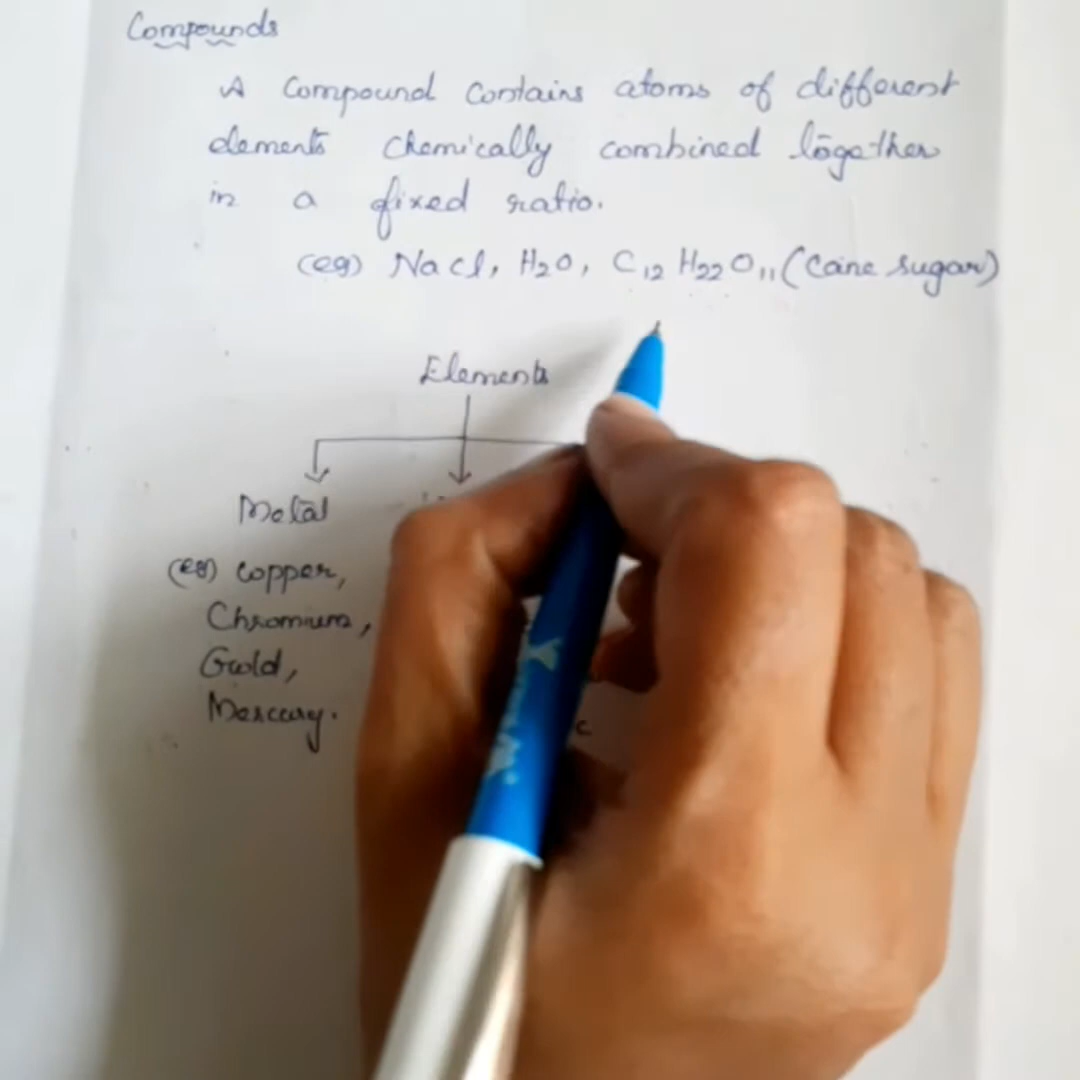 Compounds
A Compound Contains atoms of different
elements chemically combined together
in a fixed ratio.
(eg) NaCl, H2O, C12H22O11 (Cane sugar)
Elements
Metal
(eg) Copper,
Chromium,
Gold,
Mercury.